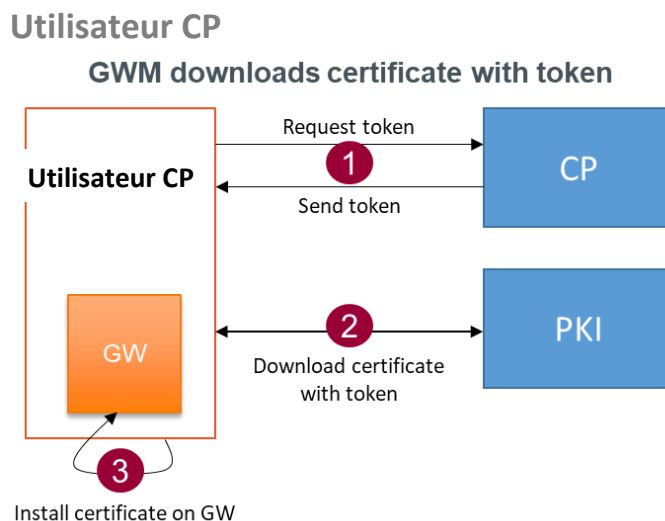 Utilisateur CP
GWM downloads certificate with token
Request token
1
Utilisateur CP
CP
Send token
2
PKI
GW
Download certificate
with token
3
Install certificate on GW